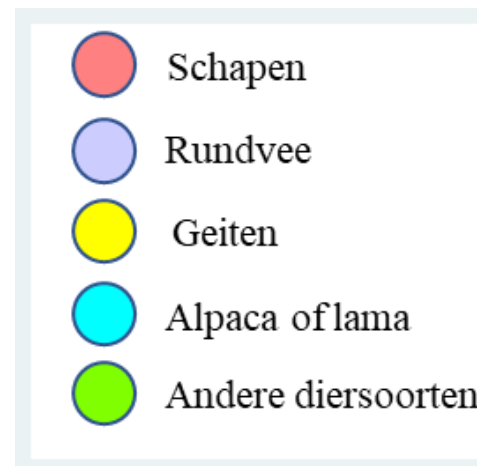 Schapen
Rundvee
Geiten
Alpaca of lama
Andere diersoorten